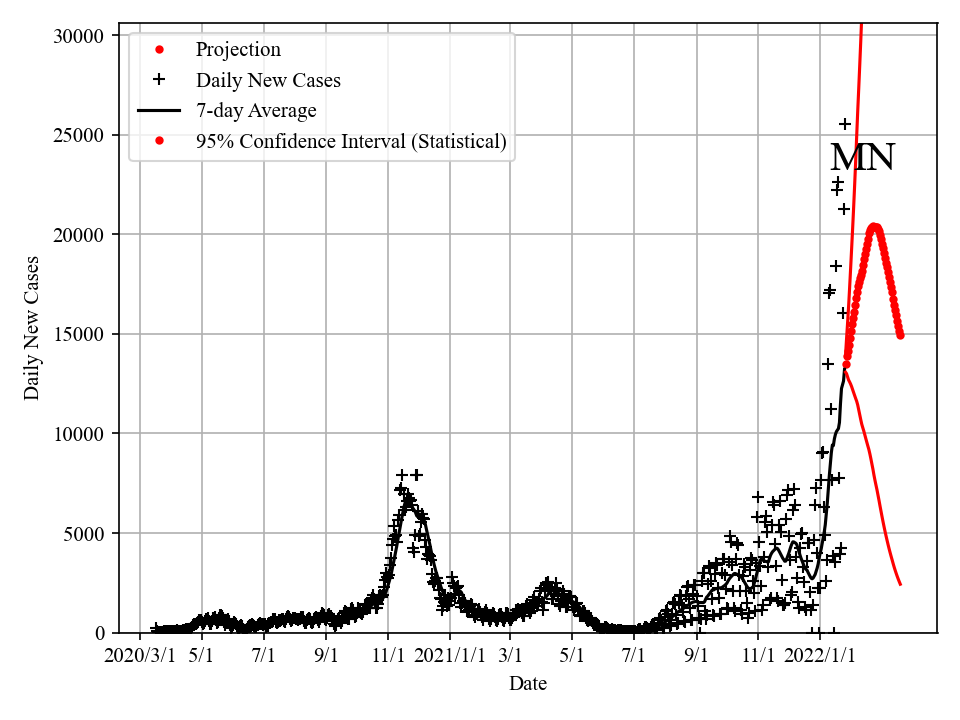 30000
25000
20000
15000
10000
5000
0
Daily New Cases
Projection
Daily New Cases
7-day Average
95% Confidence Interval (Statistical)
MN
2020/3/1 5/1 7/1 9/1 11/1 2021/1/1 3/1 5/1 7/1 9/1 11/1 2022/1/1
Date